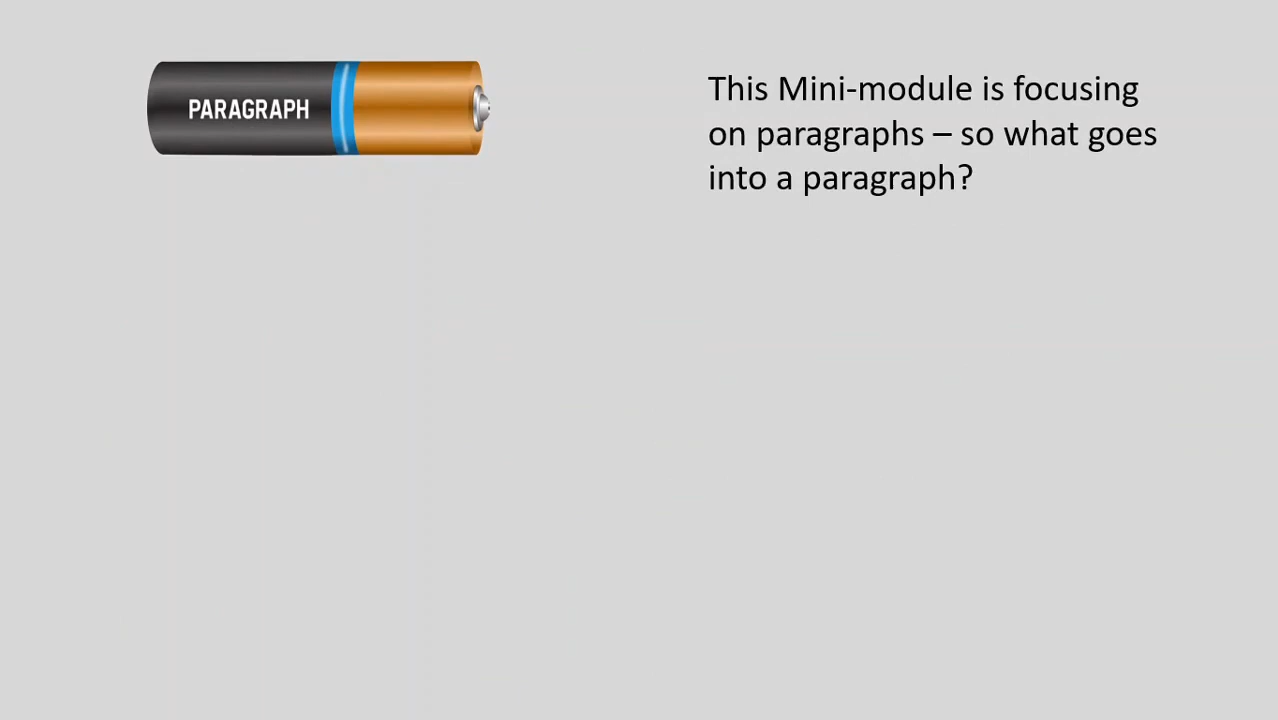 PARAGRAPH
This Mini-module is focusing
on paragraphs – so what goes
into a paragraph?